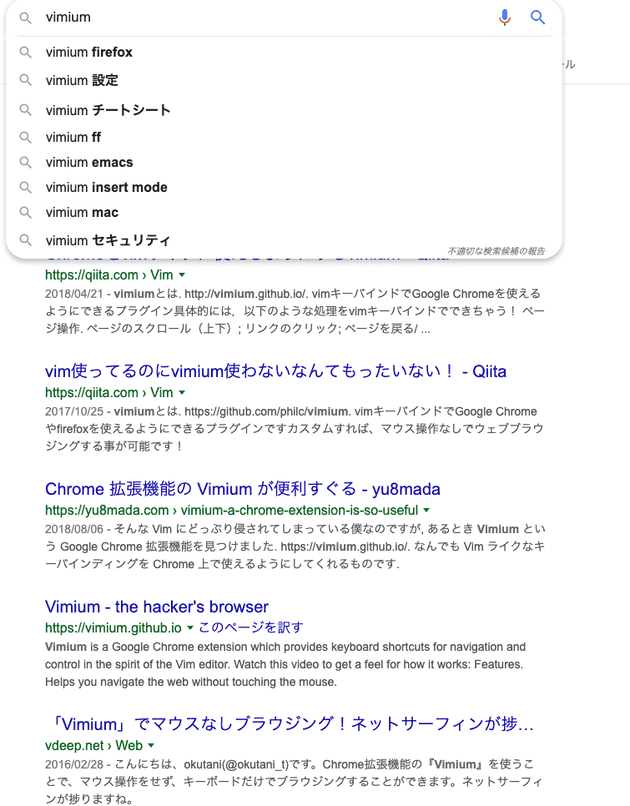 vimium
ール
vimium firefox
vimium 設定
vimium チートシート
vimium ff
vimium emacs
vimium insert mode
vimium mac
vimium セキュリティ
不適切な検索候補の報告
https://qiita.com › Vim
2018/04/21 - vimiumとは. http://vimium.github.io/. vimキーバインドでGoogle Chromeを使える
ようにできるプラグイン具体的には，以下のような処理をvimキーバインドでできちゃう！ ペー
ジ操作. ページのスクロール（上下）; リンクのクリック; ページを戻る/ ...
vim使ってるのにvimium使わないなんてもったいない！ - Qiita
https://qiita.com › Vim
2017/10/25 - vimiumとは. https://github.com/philc/vimium. vimキーバインドでGoogle Chrome
やfirefoxを使えるようにできるプラグインですカスタムすれば、マウス操作なしでウェブブラウ
ジングする事が可能です！
Chrome 拡張機能の Vimium が便利すぐる - yu8mada
https://yu8mada.com › vimium-a-chrome-extension-is-so-useful
2018/08/06 - そんな Vim にどっぷり侵されてしまっている僕なのですが, あるとき Vimium とい
う Google Chrome 拡張機能を見つけました. https://vimium.github.io/. なんでも Vim ライクなキ
ーバインディングを Chrome 上で使えるようにしてくれるものです.
Vimium - the hacker's browser
https://vimium.github.io このページを訳す
Vimium is a Google Chrome extension which provides keyboard shortcuts for navigation and
control in the spirit of the Vim editor. Watch this video to get a feel for how it works: Features.
Helps you navigate the web without touching the mouse.
「Vimium」でマウスなしブラウジング！ネットサーフィンが捗…
vdeep.net › Web
2016/02/28 - こんにちは、okutani(@okutani_t)です。Chrome拡張機能の『Vimium』を使うこ
とで、マウス操作をせず、キーボードだけでブラウジングすることができます。ネットサーフィ
ンが捗りますね。